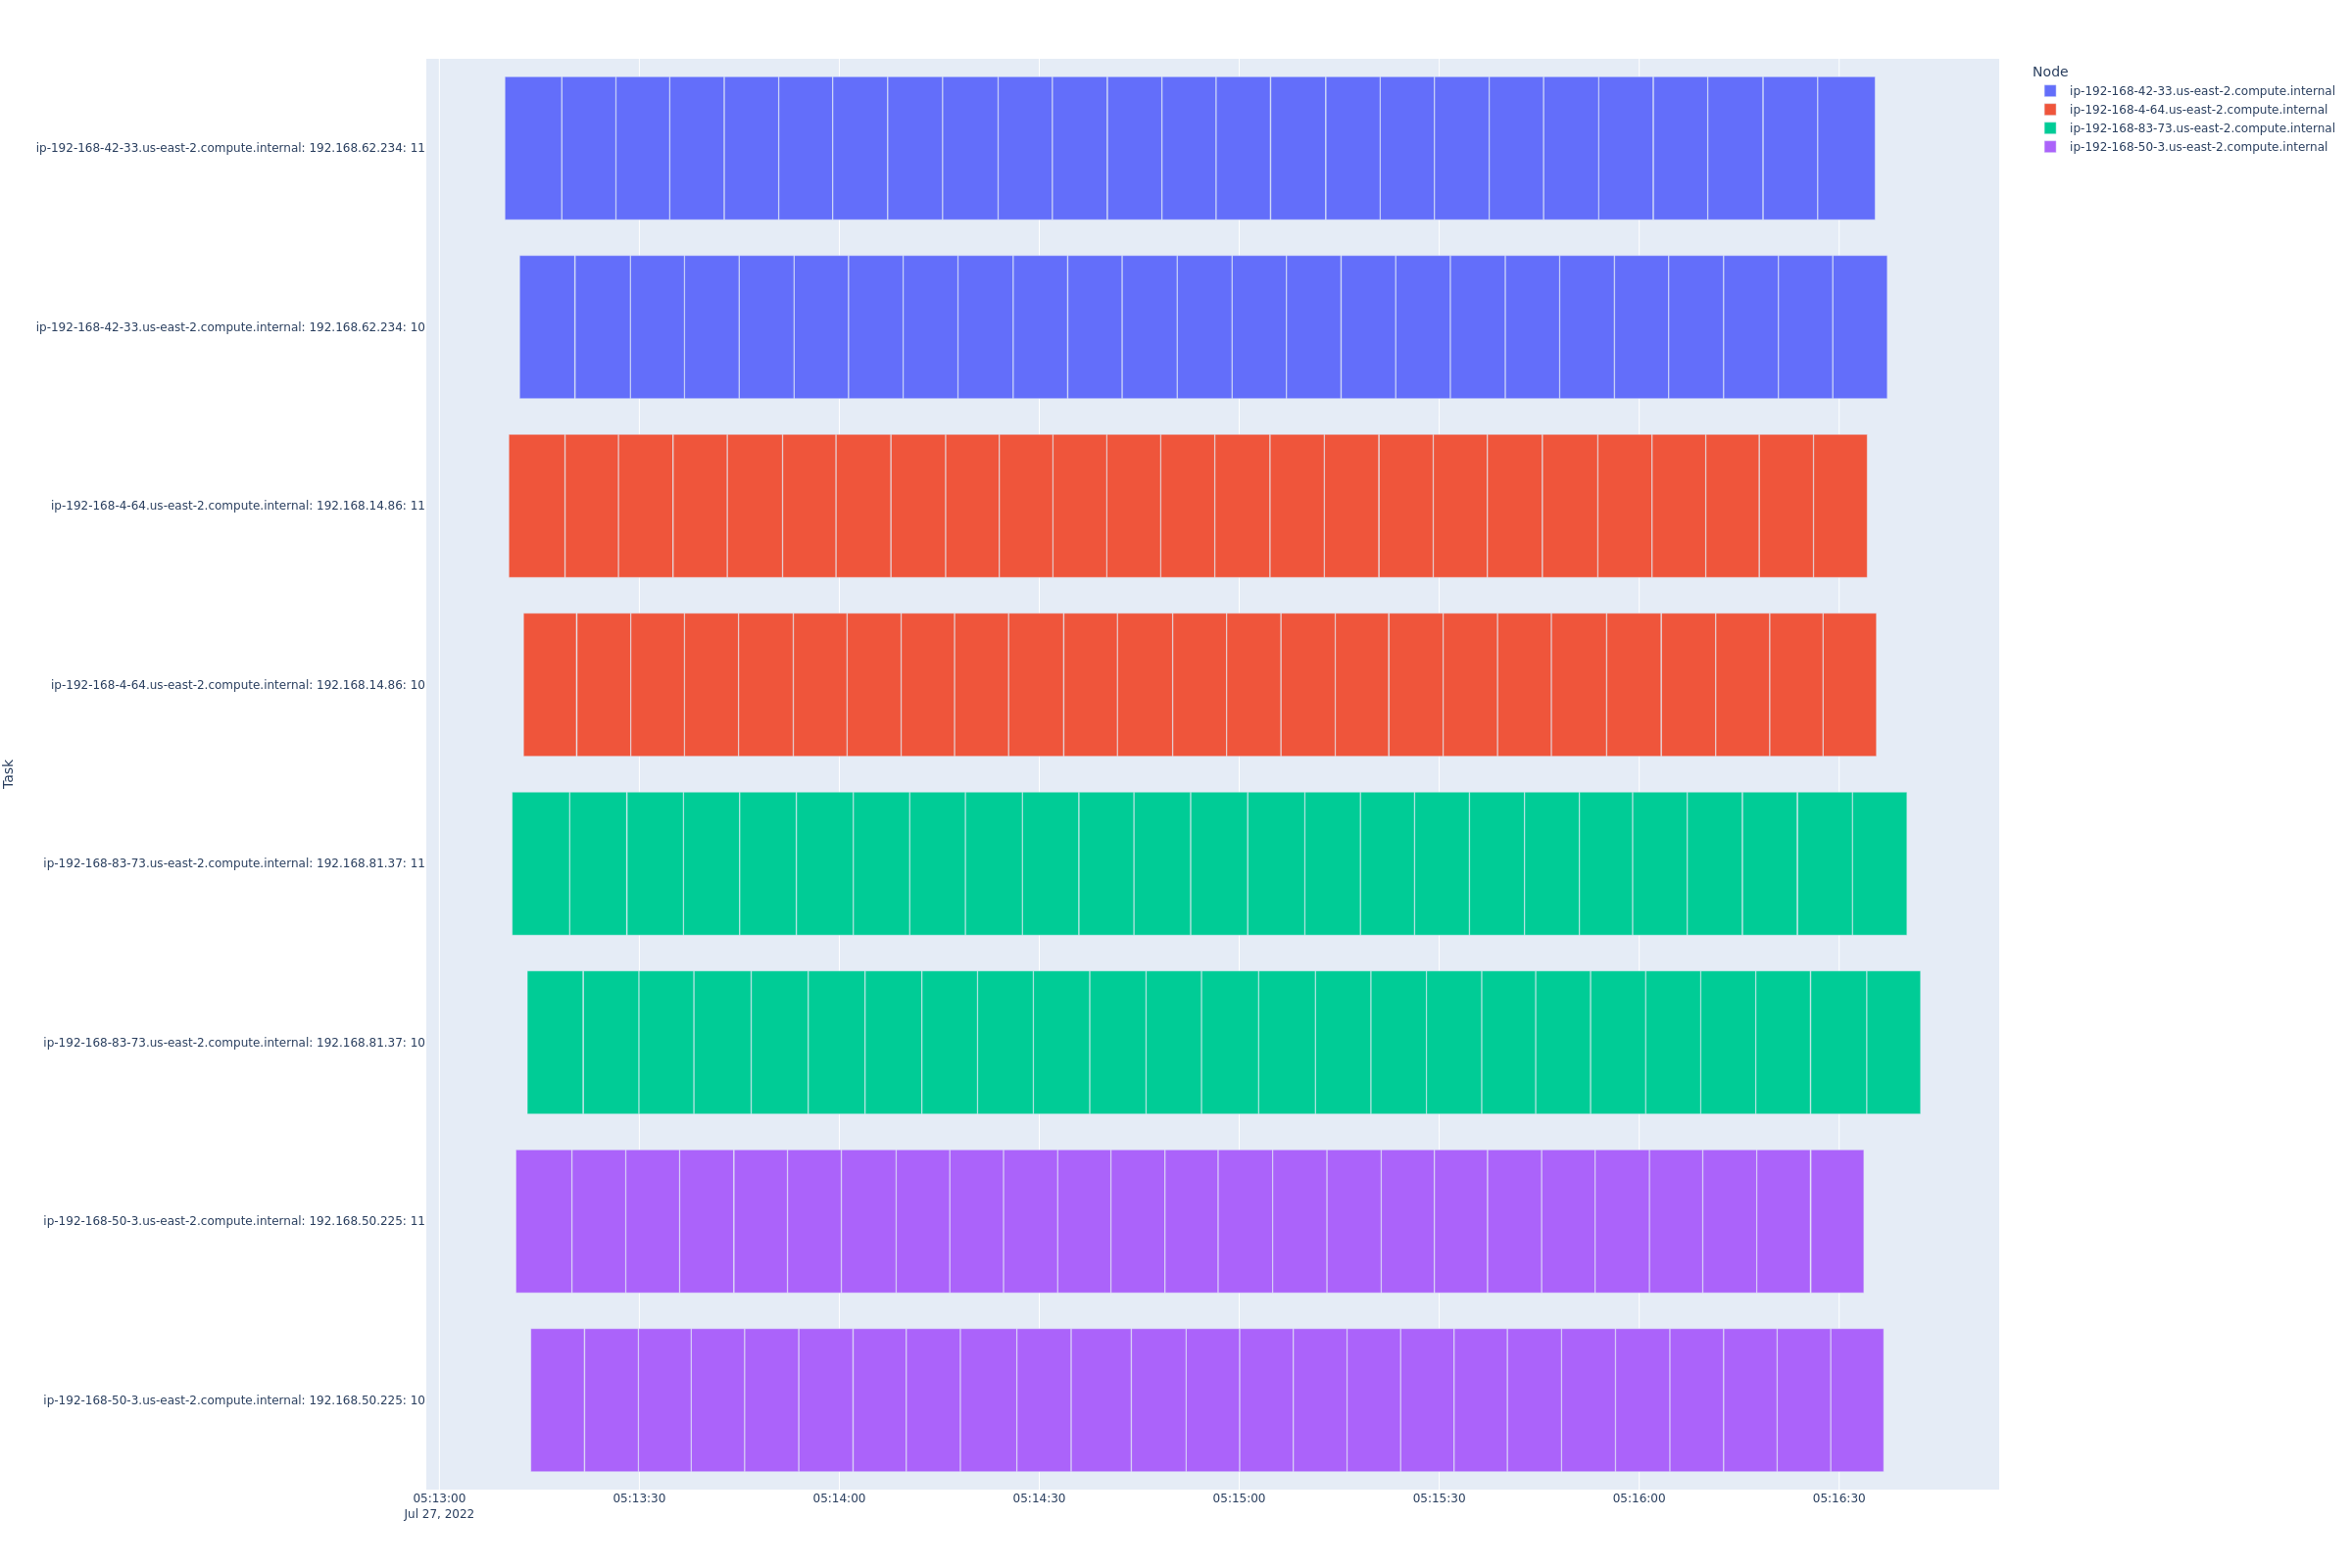 Node
ip-192-168-42-33.us-east-2.compute.internal
ip-192-168-4-64.us-east-2.compute.internal
ip-192-168-83-73.us-east-2.compute.internal
ip-192-168-50-3.us-east-2.compute.internal
ip-192-168-42-33.us-east-2.compute.internal: 192.168.62.234: 11
ip-192-168-42-33.us-east-2.compute.internal: 192.168.62.234: 10
ip-192-168-4-64.us-east-2.compute.internal: 192.168.14.86: 11
ip-192-168-4-64.us-east-2.compute.internal: 192.168.14.86: 10
Task
ip-192-168-83-73.us-east-2.compute.internal: 192.168.81.37: 11
ip-192-168-83-73.us-east-2.compute.internal: 192.168.81.37: 10
ip-192-168-50-3.us-east-2.compute.internal: 192.168.50.225: 11
ip-192-168-50-3.us-east-2.compute.internal: 192.168.50.225: 10
05:13:00 05:13:30 05:14:00 05:14:30 05:15:00 05:15:30 05:16:00 05:16:30
Jul 27, 2022